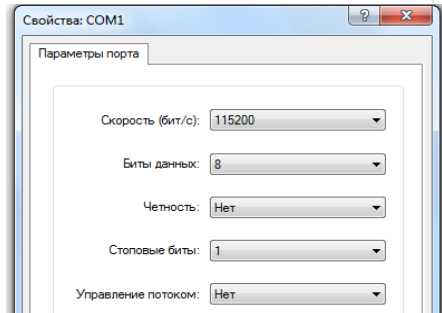 Свойства: COM1
Параметры порта
Скорость (бит/с): 115200
Биты данных: 8
Четность: Нет
Стоповые биты: 1
Управление потоком: Нет